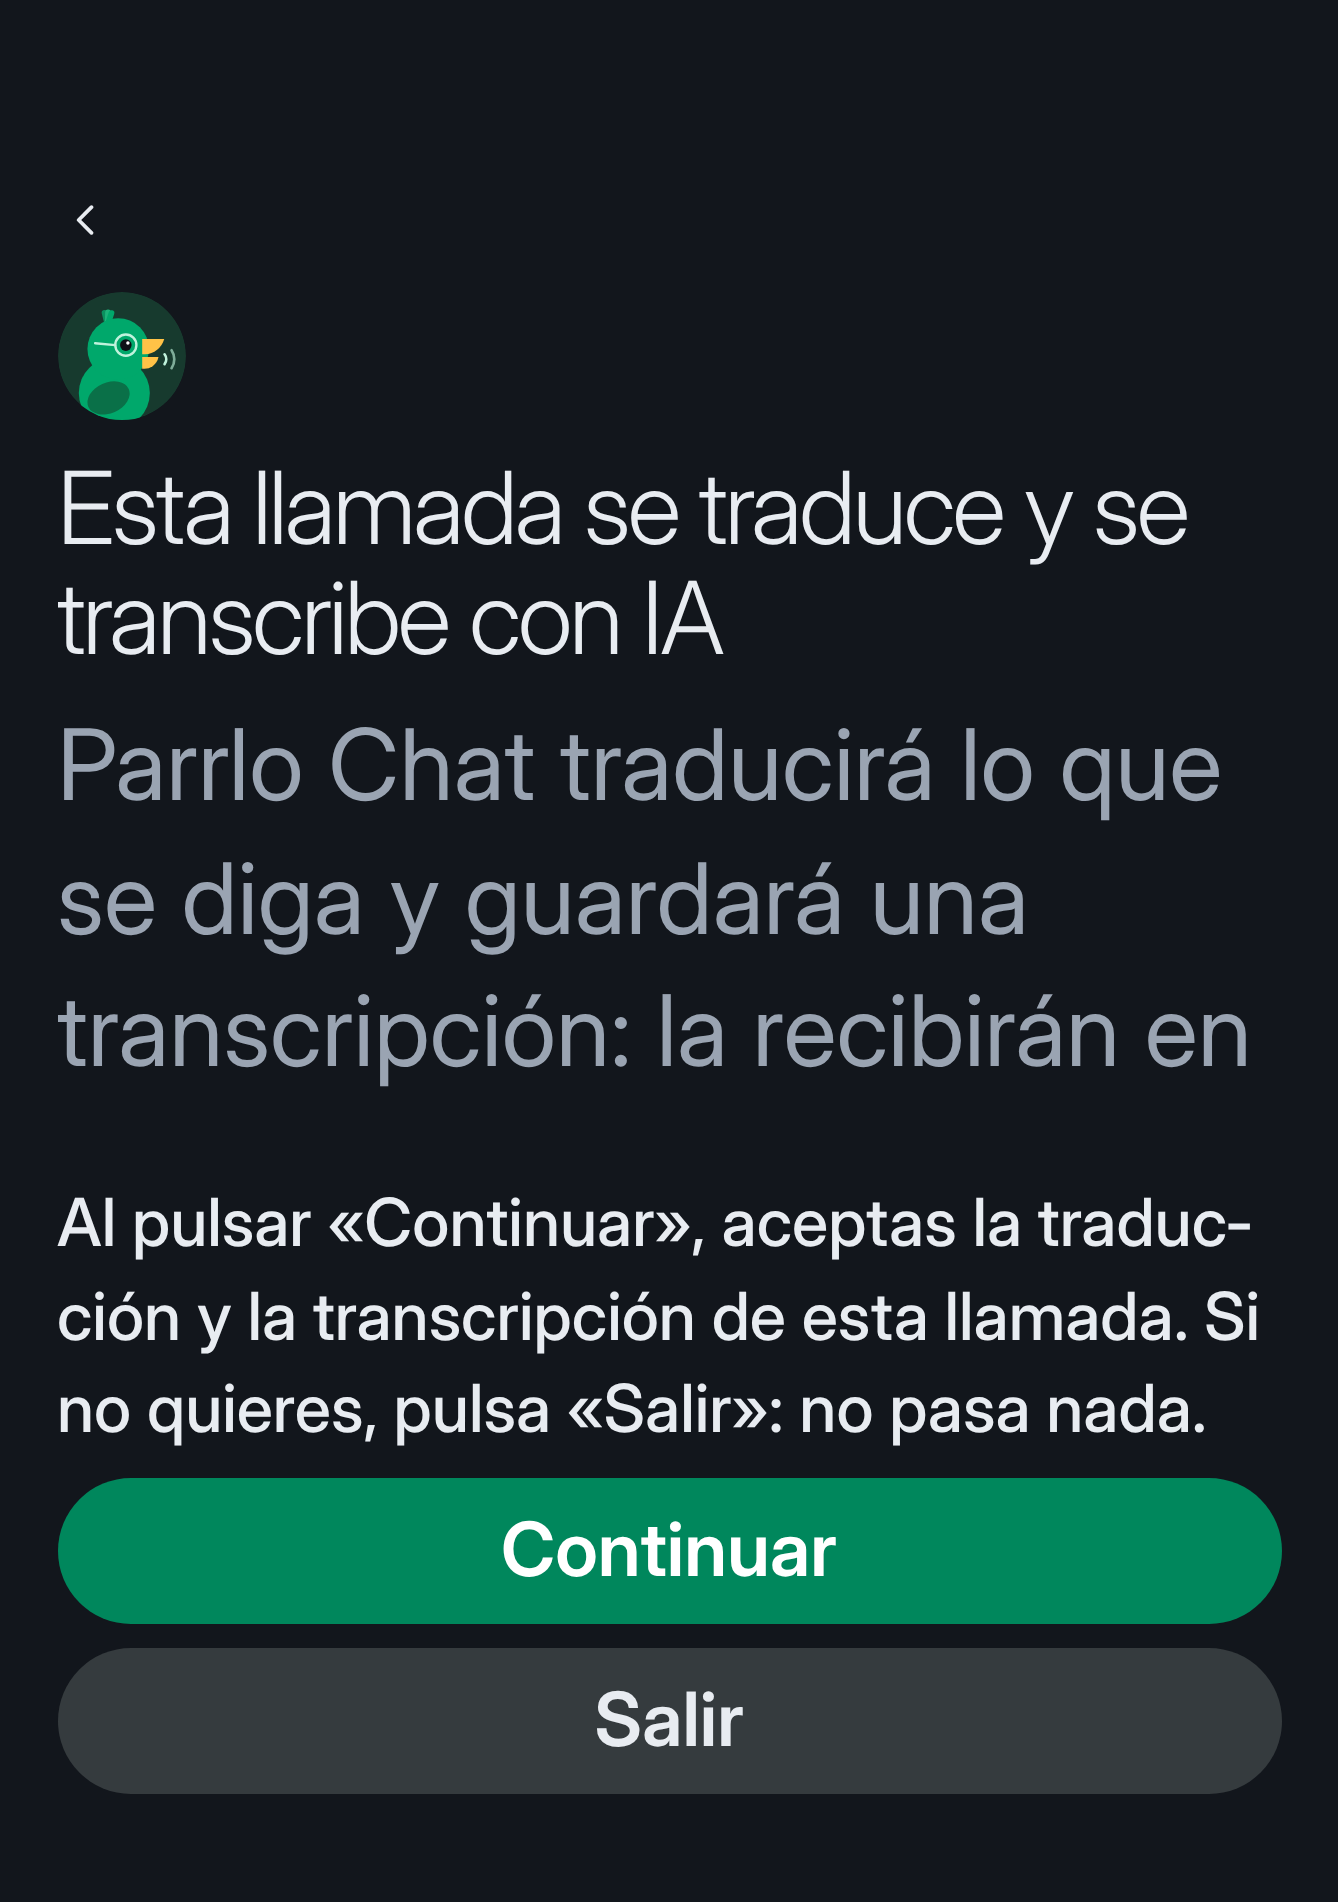 Esta llamada se traduce y se
transcribe con IA
Parrlo Chat traducirá lo que
se diga y guardará una
transcripción: la recibirán en
Al pulsar «Continuar», aceptas la traduc-
ción y la transcripción de esta llamada. Si
no quieres, pulsa «Salir»: no pasa nada.
Continuar
Salir